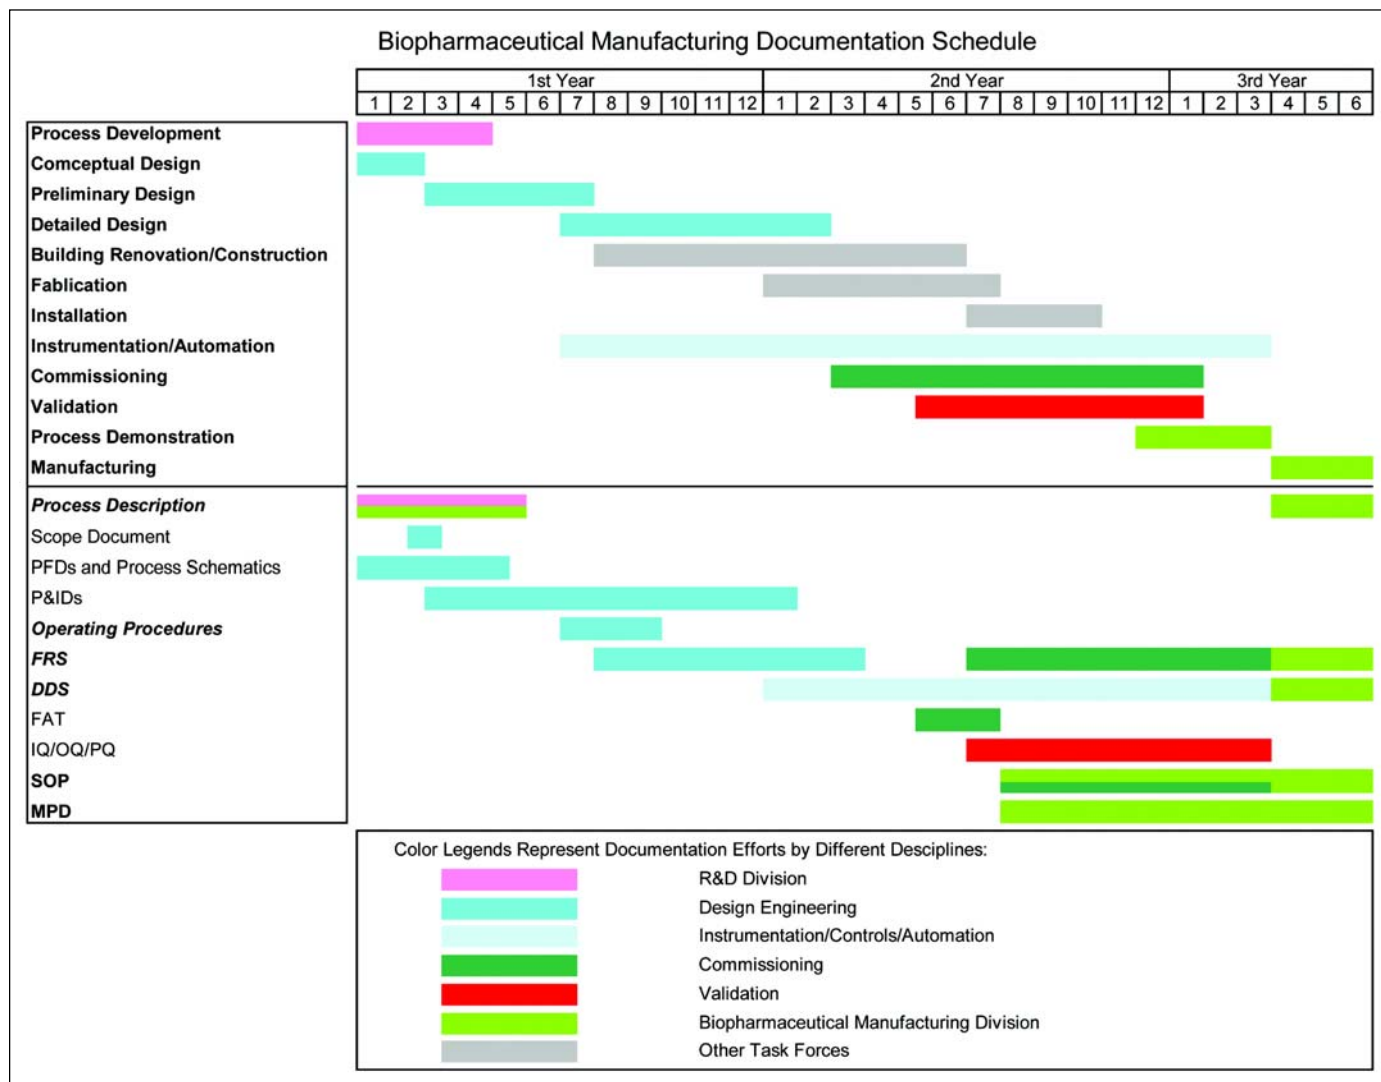 Biopharmaceutical Manufacturing Documentation Schedule
1st Year 2nd Year 3rd Year
1 2 3 4 5 6 7 8 9 10 11 12 1 2 3 4 5 6 7 8 9 10 11 12 1 2 3 4 5 6
Process Development
Comceptual Design
Preliminary Design
Detailed Design
Building Renovation/Construction
Fablication
Installation
Instrumentation/Automation
Commissioning
Validation
Process Demonstration
Manufacturing
Process Description
Scope Document
PFDs and Process Schematics
P&IDs
Operating Procedures
FRS
DDS
FAT
IQ/OQ/PQ
SOP
MPD
Color Legends Represent Documentation Efforts by Different Desciplines:
R&D Division
Design Engineering
Instrumentation/Controls/Automation
Commissioning
Validation
Biopharmaceutical Manufacturing Division
Other Task Forces